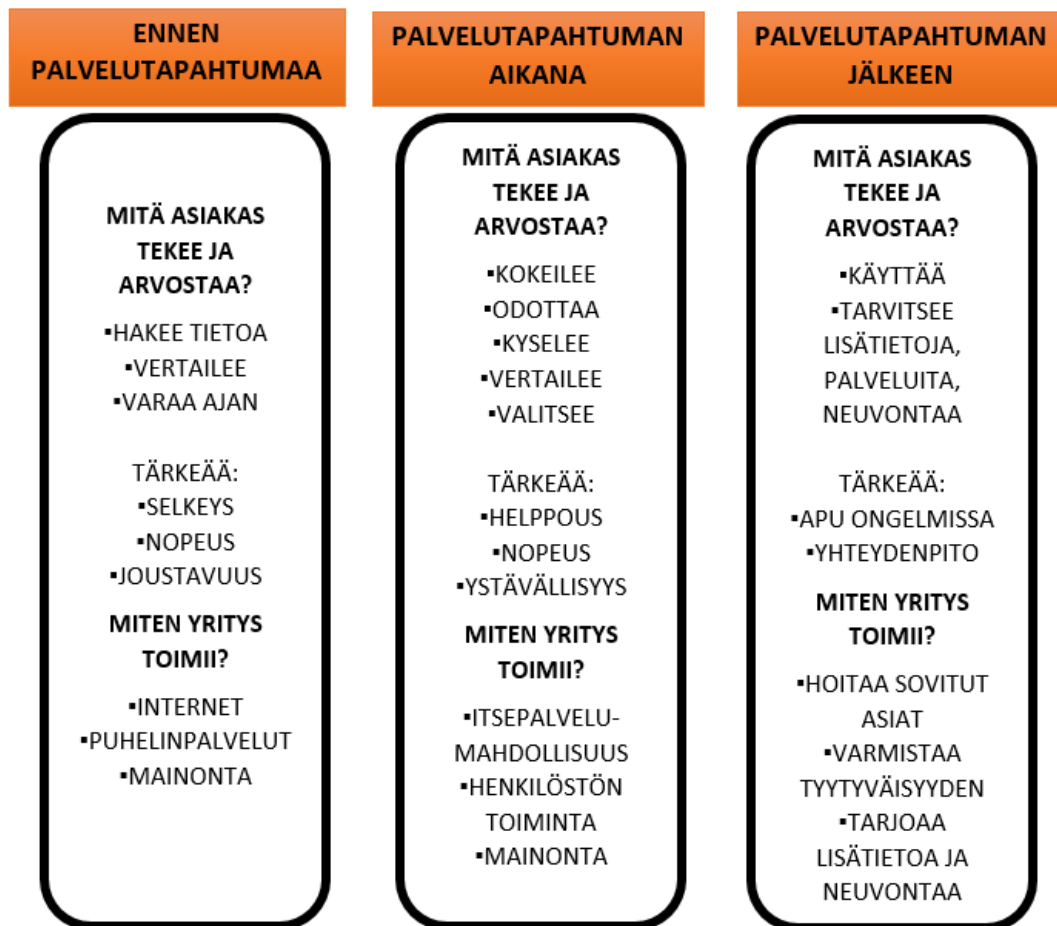 ENNEN
PALVELUTAPAHTUMAA
MITÄ ASIAKAS
TEKEE JA
ARVOSTAA?
▪HAKEE TIETOA
▪VERTAILEE
▪VARAA AJAN
TÄRKEÄÄ:
▪SELKEYS
▪NOPEUS
▪JOUSTAVUUS
MITEN YRITYS
TOIMII?
▪INTERNET
▪PUHELINPALVELUT
▪MAINONTA
PALVELUTAPAHTUMAN
AIKANA
MITÄ ASIAKAS
TEKEE JA
ARVOSTAA?
▪KOKEILEE
▪ODOTTAA
▪KYSELEE
▪VERTAILEE
▪VALITSEE
TÄRKEÄÄ:
▪HELPPOUS
▪NOPEUS
▪YSTÄVÄLLISYYS
MITEN YRITYS
TOIMII?
▪ITSEPALVELU-
MAHDOLLISUUS
▪HENKILÖSTÖN
TOIMINTA
▪MAINONTA
PALVELUTAPAHTUMAN
JÄLKEEN
MITÄ ASIAKAS
TEKEE JA
ARVOSTAA?
▪KÄYTTÄÄ
▪TARVITSEE
LISÄTIETOJA,
PALVELUITA,
NEUVONTAA
TÄRKEÄÄ:
▪APU ONGELMISSA
▪YHTEYDENPITO
MITEN YRITYS
TOIMII?
▪HOITAA SOVITUT
ASIAT
▪VARMISTAA
TYYTYVÄISYYDEN
▪TARJOAA
LISÄTIETOA JA
NEUVONTAA